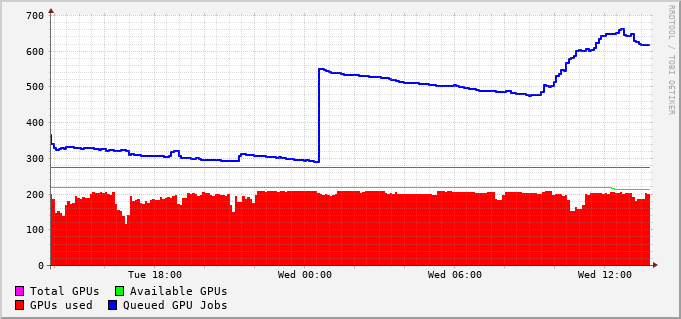 RRDTOOL / TOBI OETIKER
700
600
500
400
300
200
100
0
Tue 18:00 Wed 00:00 Wed 06:00 Wed 12:00
Total GPUs Available GPUs
GPUs used Queued GPU Jobs